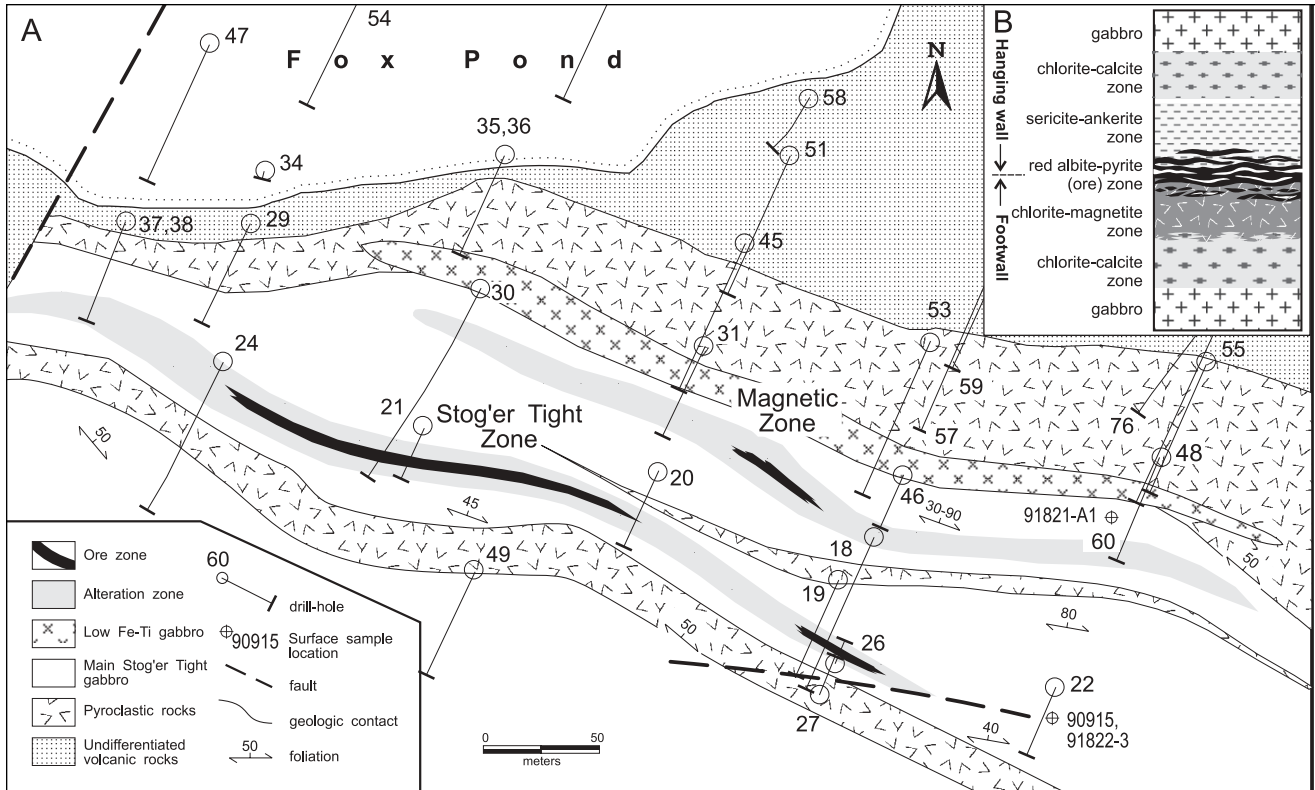 A
47
54
Fox Pond
N
58
51
35,36
34
37,38
29
45
30
53
31
24
59
55
Magnetic
Zone
57
76
21
Stog'er Tight
Zone
20
48
46
30-90
91821-A1
60
50
45
18
49
19
50
26
80
50
27
22
40
90915,
91822-3
50
Ore zone
Alteration zone
Low Fe-Ti gabbro
Main Stog'er Tight
gabbro
Pyroclastic rocks
Undifferentiated
volcanic rocks
60
drill-hole
90915
Surface sample
location
fault
geologic contact
50
foliation
0 50
meters
B
Hanging wall
Footwall
gabbro
chlorite-calcite
zone
sericite-ankerite
zone
red albite-pyrite
(ore) zone
chlorite-magnetite
zone
chlorite-calcite
zone
gabbro